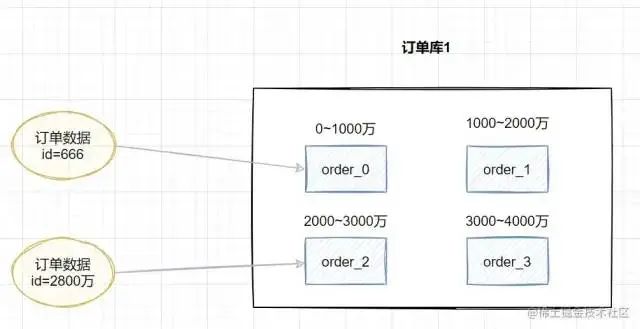 订单库1
0~1000万
1000~2000万
订单数据
id=666
order_0
order_1
2000~3000万
3000~4000万
订单数据
id=2800万
order_2
order_3
@稀土掘金技术社区